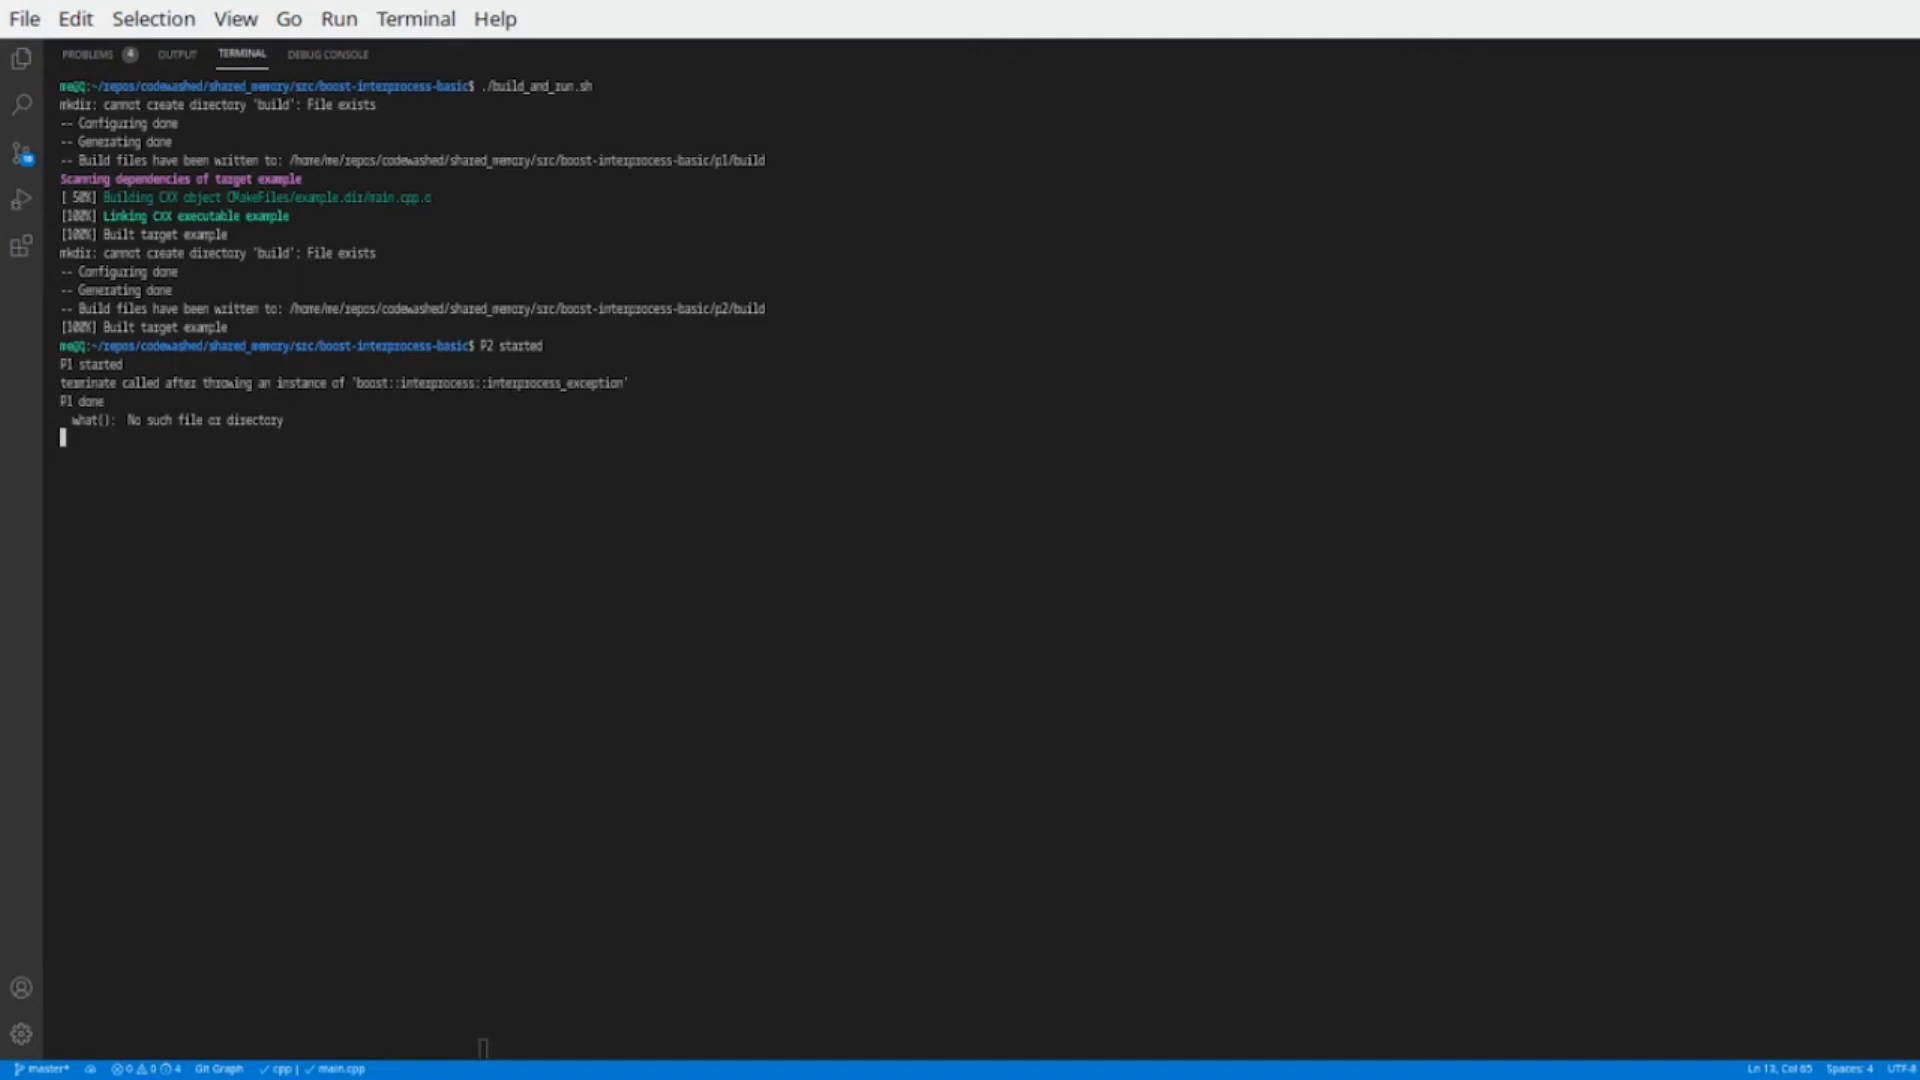 File Edit Selection View Go Run Terminal Help
PROBLEMS 4 OUTPUT TERMINAL DEBUG CONSOLE
me@Q:~/repos/codewashed/shared_memory/src/boost-interprocess-basic$ ./build_and_run.sh
mkdir: cannot create directory 'build': File exists
-- Configuring done
-- Generating done
-- Build files have been written to: /home/me/repos/codewashed/shared_memory/src/boost-interprocess-basic/p1/build
Scanning dependencies of target example
[ 50%] Building CXX object CMakeFiles/example.dir/main.cpp.o
[100%] Linking CXX executable example
[100%] Built target example
mkdir: cannot create directory 'build': File exists
-- Configuring done
-- Generating done
-- Build files have been written to: /home/me/repos/codewashed/shared_memory/src/boost-interprocess-basic/p2/build
[100%] Built target example
me@Q:~/repos/codewashed/shared_memory/src/boost-interprocess-basic$ P2 started
P1 started
terminate called after throwing an instance of 'boost::interprocess::interprocess_exception'
P1 done
what(): No such file or directory
master* 0 0 4 Git Graph cpp | main.cpp Ln 13, Col 65 Spaces: 4 UTF-8